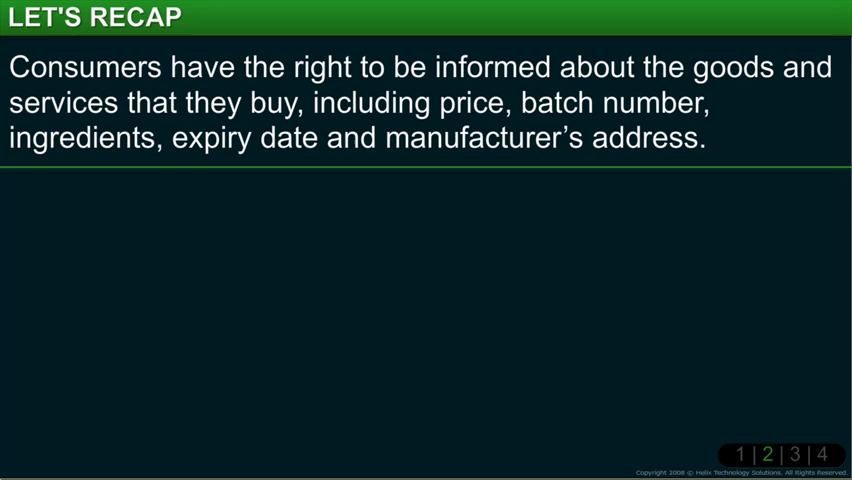 LET'S RECAP
Consumers have the right to be informed about the goods and
services that they buy, including price, batch number,
ingredients, expiry date and manufacturer’s address.
1 | 2 | 3 | 4
Copyright 2008 © Helix Technology Solutions. All Rights Reserved.